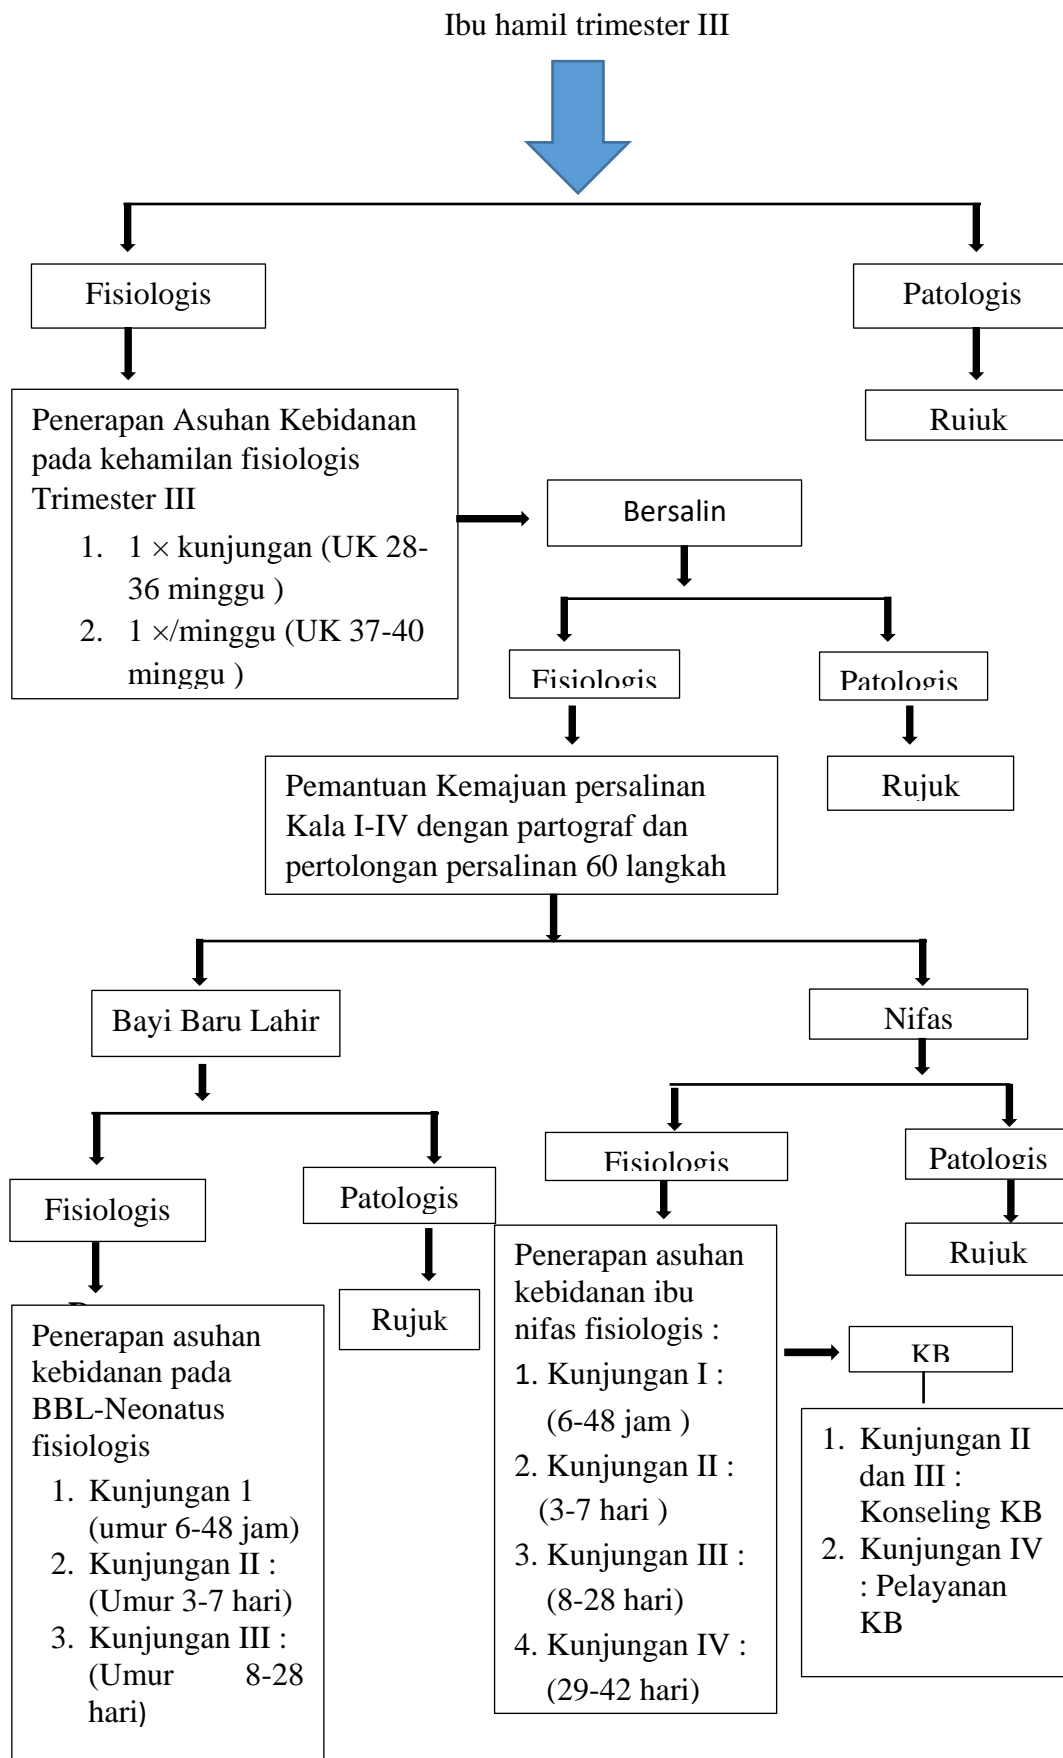 Ibu hamil trimester III
Fisiologis
Patologis
Penerapan Asuhan Kebidanan
pada kehamilan fisiologis
Trimester III
1. 1 × kunjungan (UK 28-
36 minggu )
2. 1 ×/minggu (UK 37-40
minggu )
Rujuk
Bersalin
Fisiologis
Patologis
Pemantuan Kemajuan persalinan
Kala I-IV dengan partograf dan
pertolongan persalinan 60 langkah
Rujuk
Bayi Baru Lahir
Nifas
Fisiologis
Patologis
Fisiologis
Patologis
Penerapan asuhan
kebidanan pada
BBL-Neonatus
fisiologis
1. Kunjungan 1
(umur 6-48 jam)
2. Kunjungan II :
(Umur 3-7 hari)
3. Kunjungan III :
(Umur 8-28
hari)
Rujuk
Penerapan asuhan
kebidanan ibu
nifas fisiologis :
1. Kunjungan I :
(6-48 jam )
2. Kunjungan II :
(3-7 hari )
3. Kunjungan III :
(8-28 hari)
4. Kunjungan IV :
(29-42 hari)
Rujuk
KB
1. Kunjungan II
dan III :
Konseling KB
2. Kunjungan IV
: Pelayanan
KB